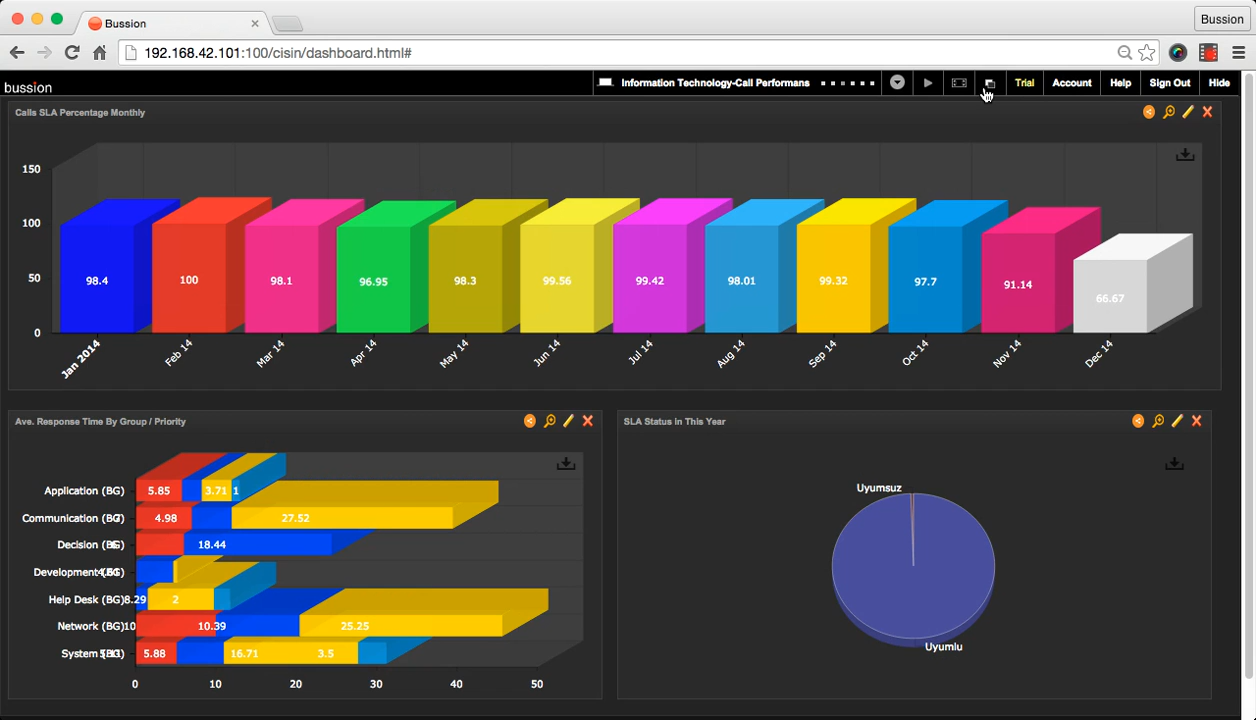 Bussion
Bussion
192.168.42.101:100/cisin/dashboard.html#
bussion
Information Technology-Call Performans
Trial
Account
Help
Sign Out
Hide
Calls SLA Percentage Monthly
150
100
50
0
98.4
100
98.1
96.95
98.3
99.56
99.42
98.01
99.32
97.7
91.14
66.67
Jan 2014
Feb 14
Mar 14
Apr 14
May 14
Jun 14
Jul 14
Aug 14
Sep 14
Oct 14
Nov 14
Dec 14
Ave. Response Time By Group / Priority
Application (BG) 5.85 3.71 1
Communication 4.98 27.52
Decision 18.44
Development
Help Desk (BG) 8.29 2
Network (BG) 10 10.39 25.25
System 5.88 16.71 3.5
0 10 20 30 40 50
SLA Status in This Year
Uyumsuz
Uyumlu